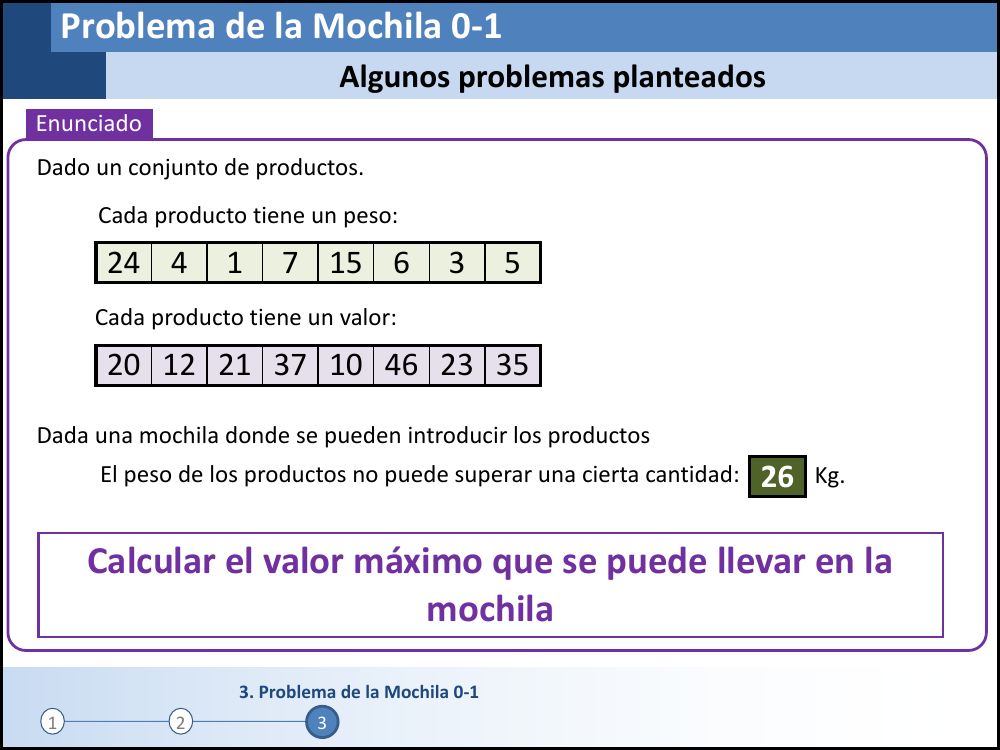 Problema de la Mochila 0-1
Algunos problemas planteados
Enunciado
Dado un conjunto de productos.
Cada producto tiene un peso:
24 4 1 7 15 6 3 5
Cada producto tiene un valor:
20 12 21 37 10 46 23 35
Dada una mochila donde se pueden introducir los productos
El peso de los productos no puede superar una cierta cantidad: 26 Kg.
Calcular el valor máximo que se puede llevar en la
mochila
3. Problema de la Mochila 0-1
1 2 3